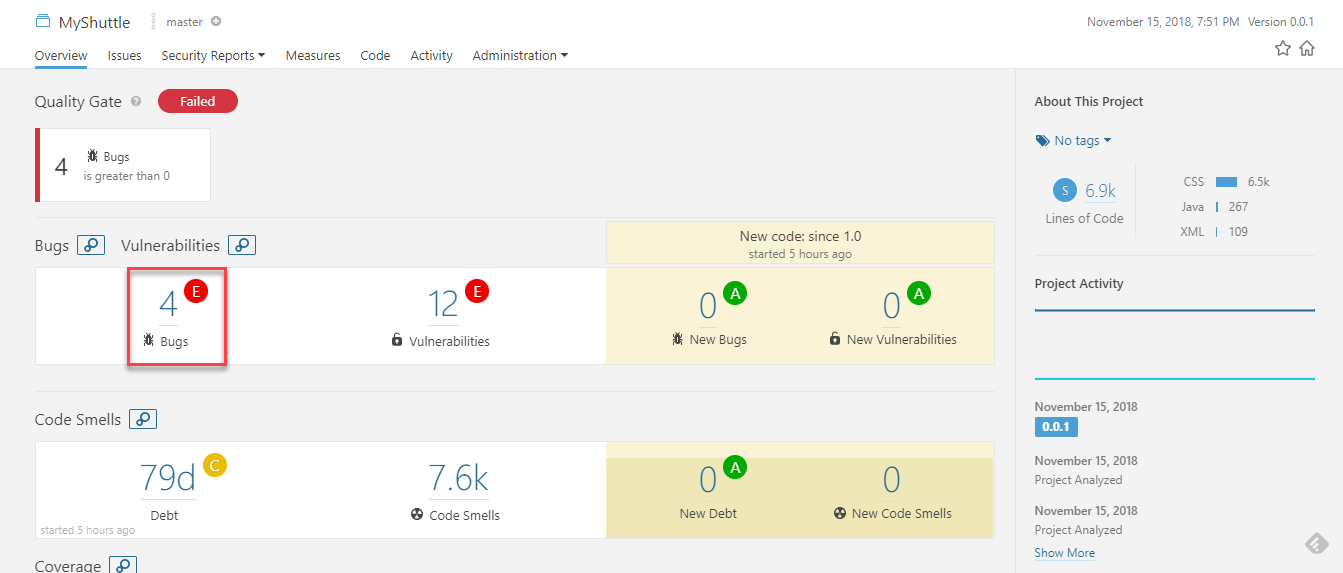 MyShuttle master
November 15, 2018, 7:51 PM Version 0.0.1
Overview Issues Security Reports Measures Code Activity Administration
Quality Gate ? Failed
4 Bugs
is greater than 0
Bugs Vulnerabilities
New code: since 1.0
started 5 hours ago
4 E
Bugs
12 E
Vulnerabilities
0 A
New Bugs
0 A
New Vulnerabilities
Code Smells
79d C
Debt
started 5 hours ago
7.6k
Code Smells
0 A
New Debt
0
New Code Smells
Coverage
About This Project
No tags
S 6.9k
Lines of Code
CSS 6.5k
Java 267
XML 109
Project Activity
November 15, 2018
0.0.1
November 15, 2018
Project Analyzed
November 15, 2018
Project Analyzed
Show More